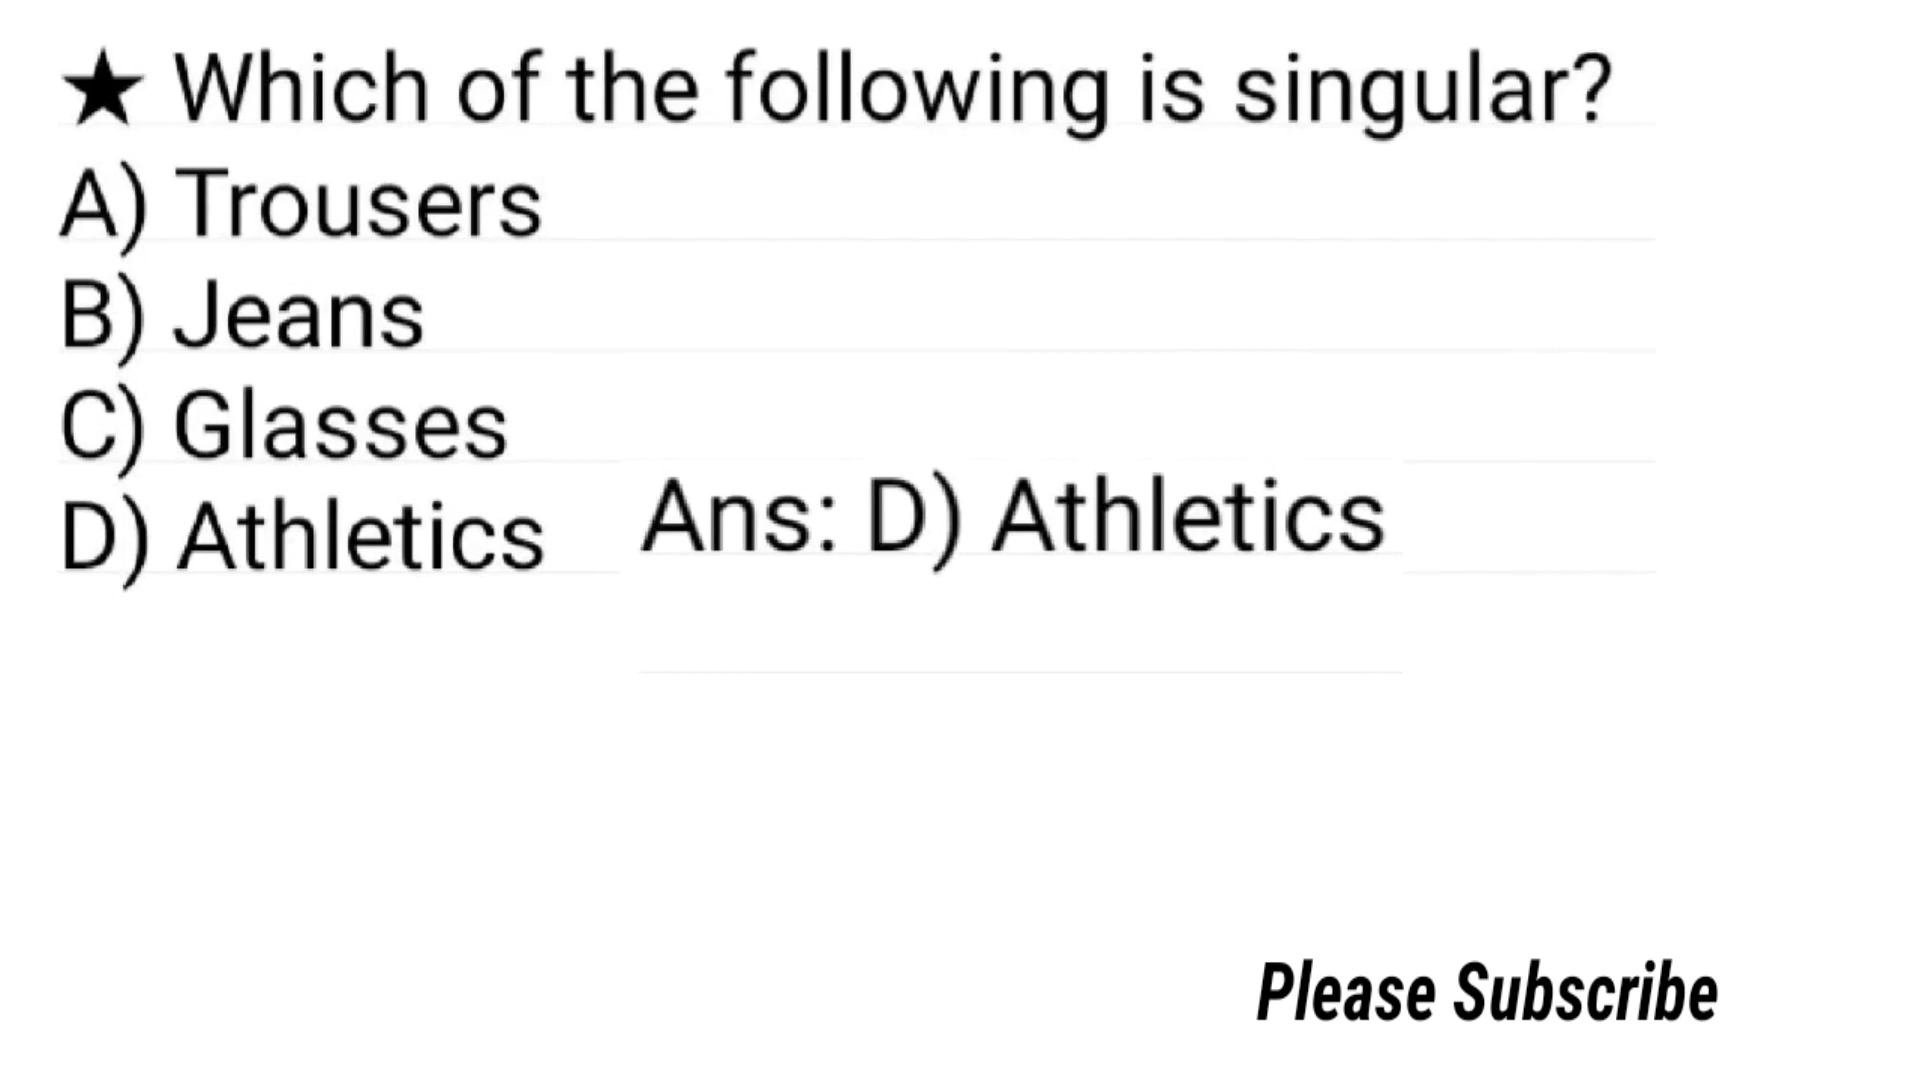 ★ Which of the following is singular?
A) Trousers
B) Jeans
C) Glasses
D) Athletics
Ans: D) Athletics
Please Subscribe